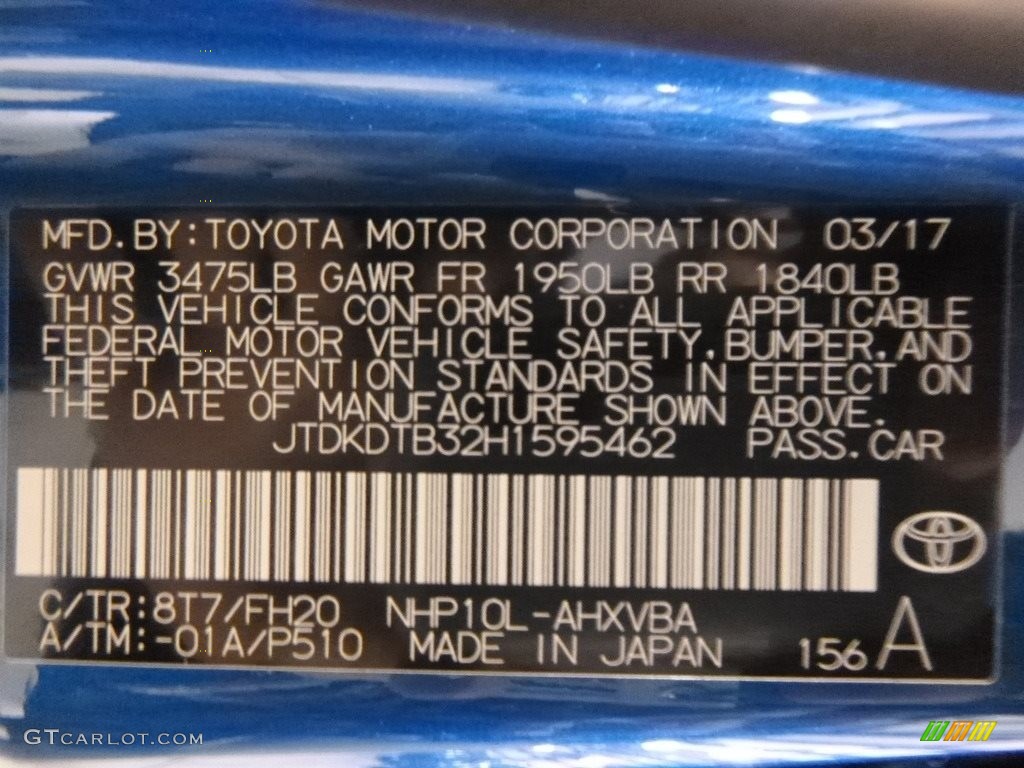 MFD.BY:TOYOTA MOTOR CORPORATION 03/17
GVWR 3475LB GAWR FR 1950LB RR 1840LB
THIS VEHICLE CONFORMS TO ALL APPLICABLE
FEDERAL MOTOR VEHICLE SAFETY,BUMPER,AND
THEFT PREVENTION STANDARDS IN EFFECT ON
THE DATE OF MANUFACTURE SHOWN ABOVE.
JTDKDTB32H1595462 PASS.CAR
C/TR:8T7/FH20 NHP10L-AHXVBA
A/TM:-01A/P510 MADE IN JAPAN 156 A
GTCARLOT.COM